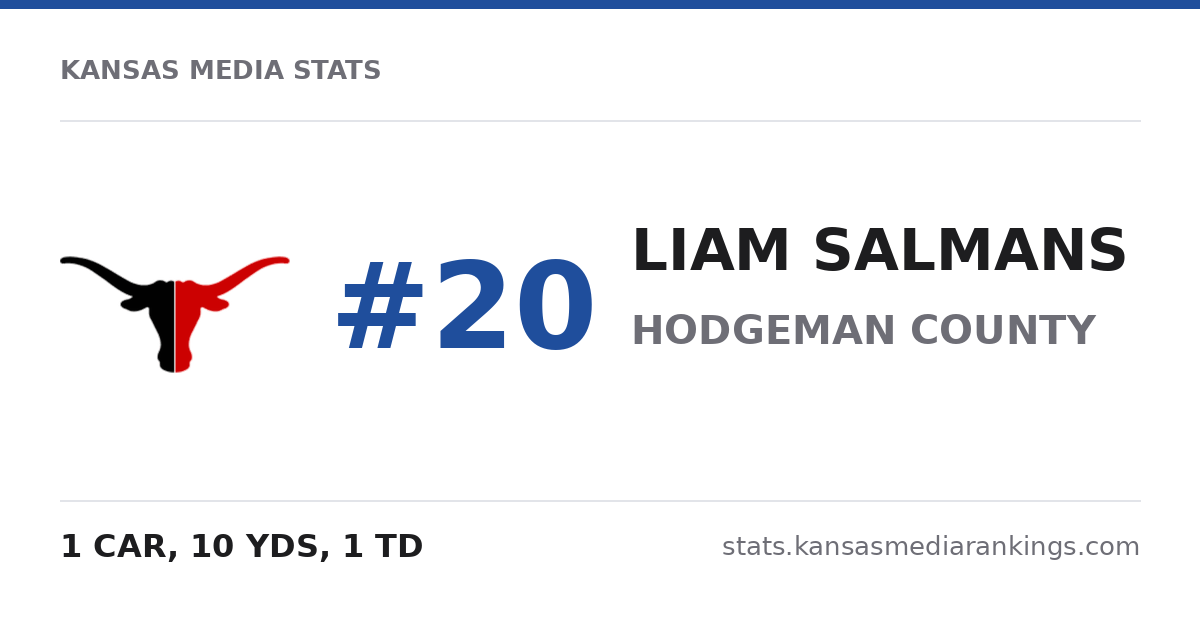 KANSAS MEDIA STATS
#20
LIAM SALMANS
HODGEMAN COUNTY
1 CAR, 10 YDS, 1 TD
stats.kansasmediarankings.com